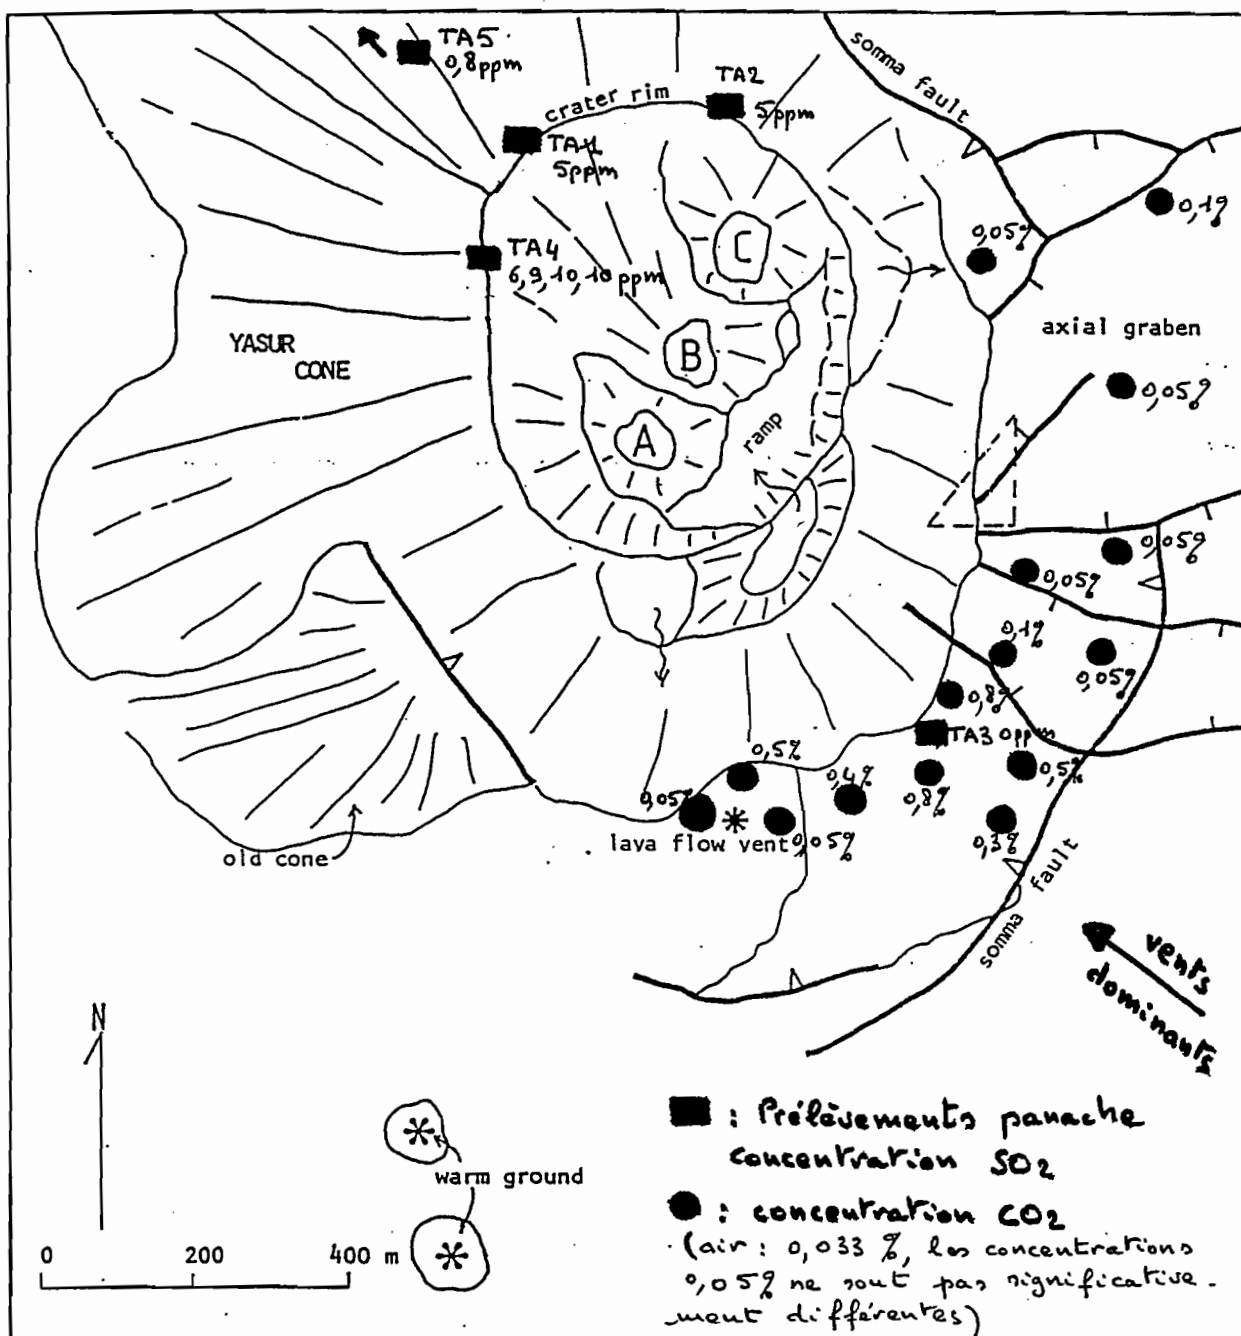 TA5
0,8ppm
TA2
5ppm
somma fault
crater rim
TA1
5ppm
0,1%
0,05%
TA4
6,9,10,10ppm
C
axial graben
YASUR
CONE
B
0,05%
A
ramp
0,05%
0,05%
0,1%
0,05%
0,8%
TA3 0ppm
0,5%
0,4%
0,8%
0,5%
0,05%
lava flow vent
0,05%
0,3%
old cone
somma fault
vents
dominants
N
: Prélèvements panache
concentration SO2
warm ground
: concentration CO2
(air : 0,033 %, les concentrations
0,05% ne sont pas significative-
ment différentes)
0 200 400 m